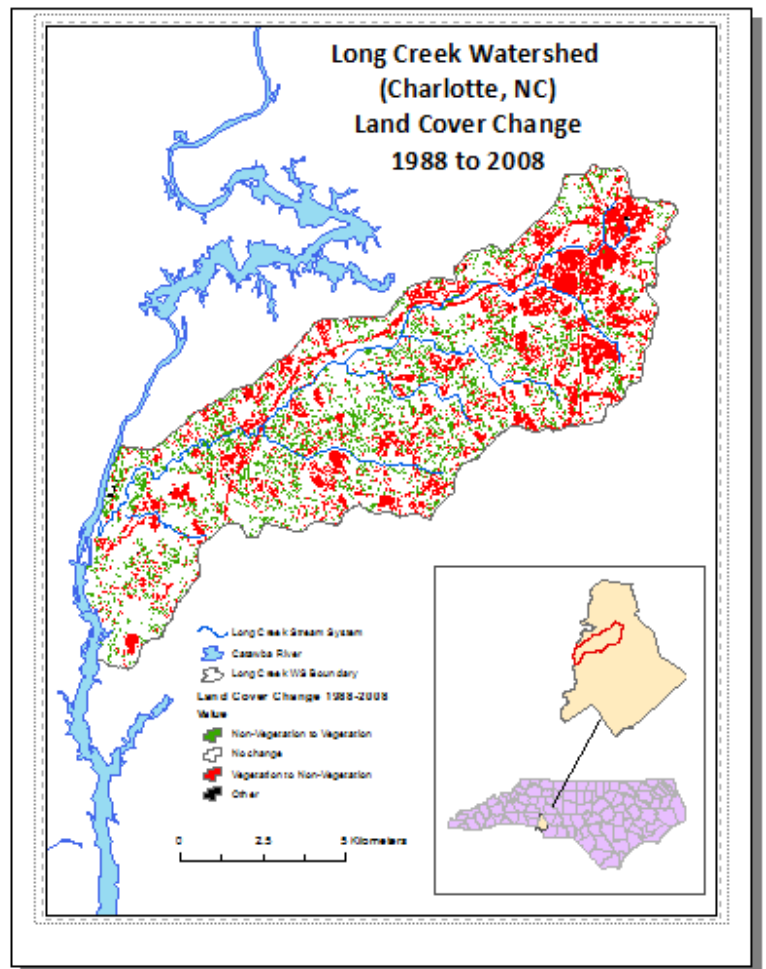 Long Creek Watershed
(Charlotte, NC)
Land Cover Change
1988 to 2008
Long Creek Stream System
Catawba River
Long Creek WS Boundary
Land Cover Change 1988-2008
Value
Non-Vegetation to Vegetation
No change
Vegetation to Non-Vegetation
Other
0 2.5 5 Kilometers